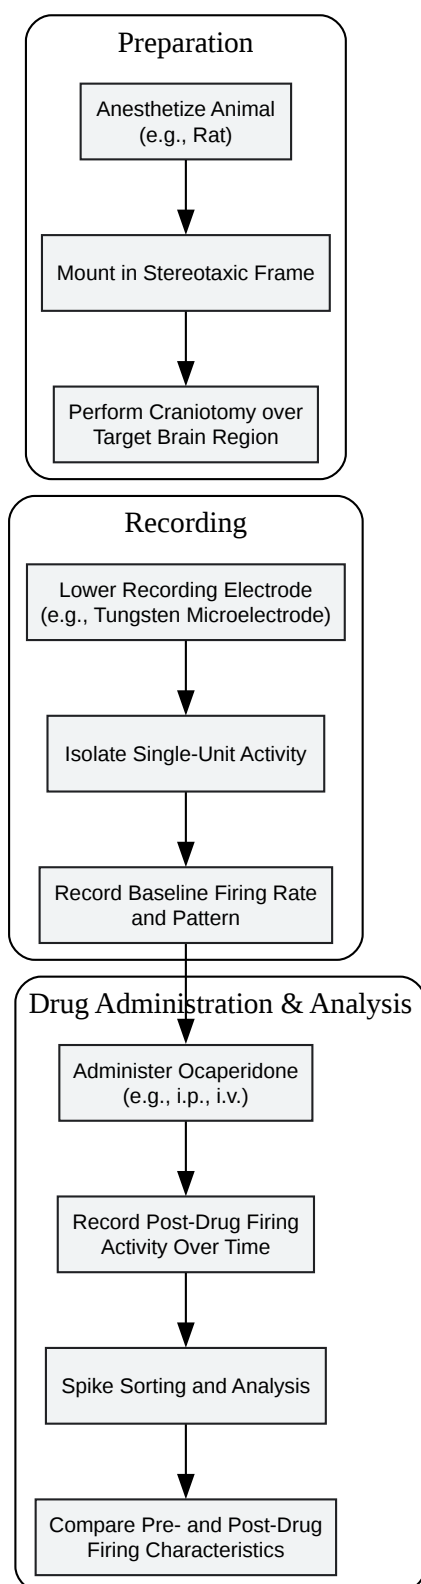 Preparation
Anesthetize Animal
(e.g., Rat)
Mount in Stereotaxic Frame
Perform Craniotomy over
Target Brain Region
Recording
Lower Recording Electrode
(e.g., Tungsten Microelectrode)
Isolate Single-Unit Activity
Record Baseline Firing Rate
and Pattern
Drug Administration & Analysis
Administer Ocaperidone
(e.g., i.p., i.v.)
Record Post-Drug Firing
Activity Over Time
Spike Sorting and Analysis
Compare Pre- and Post-Drug
Firing Characteristics